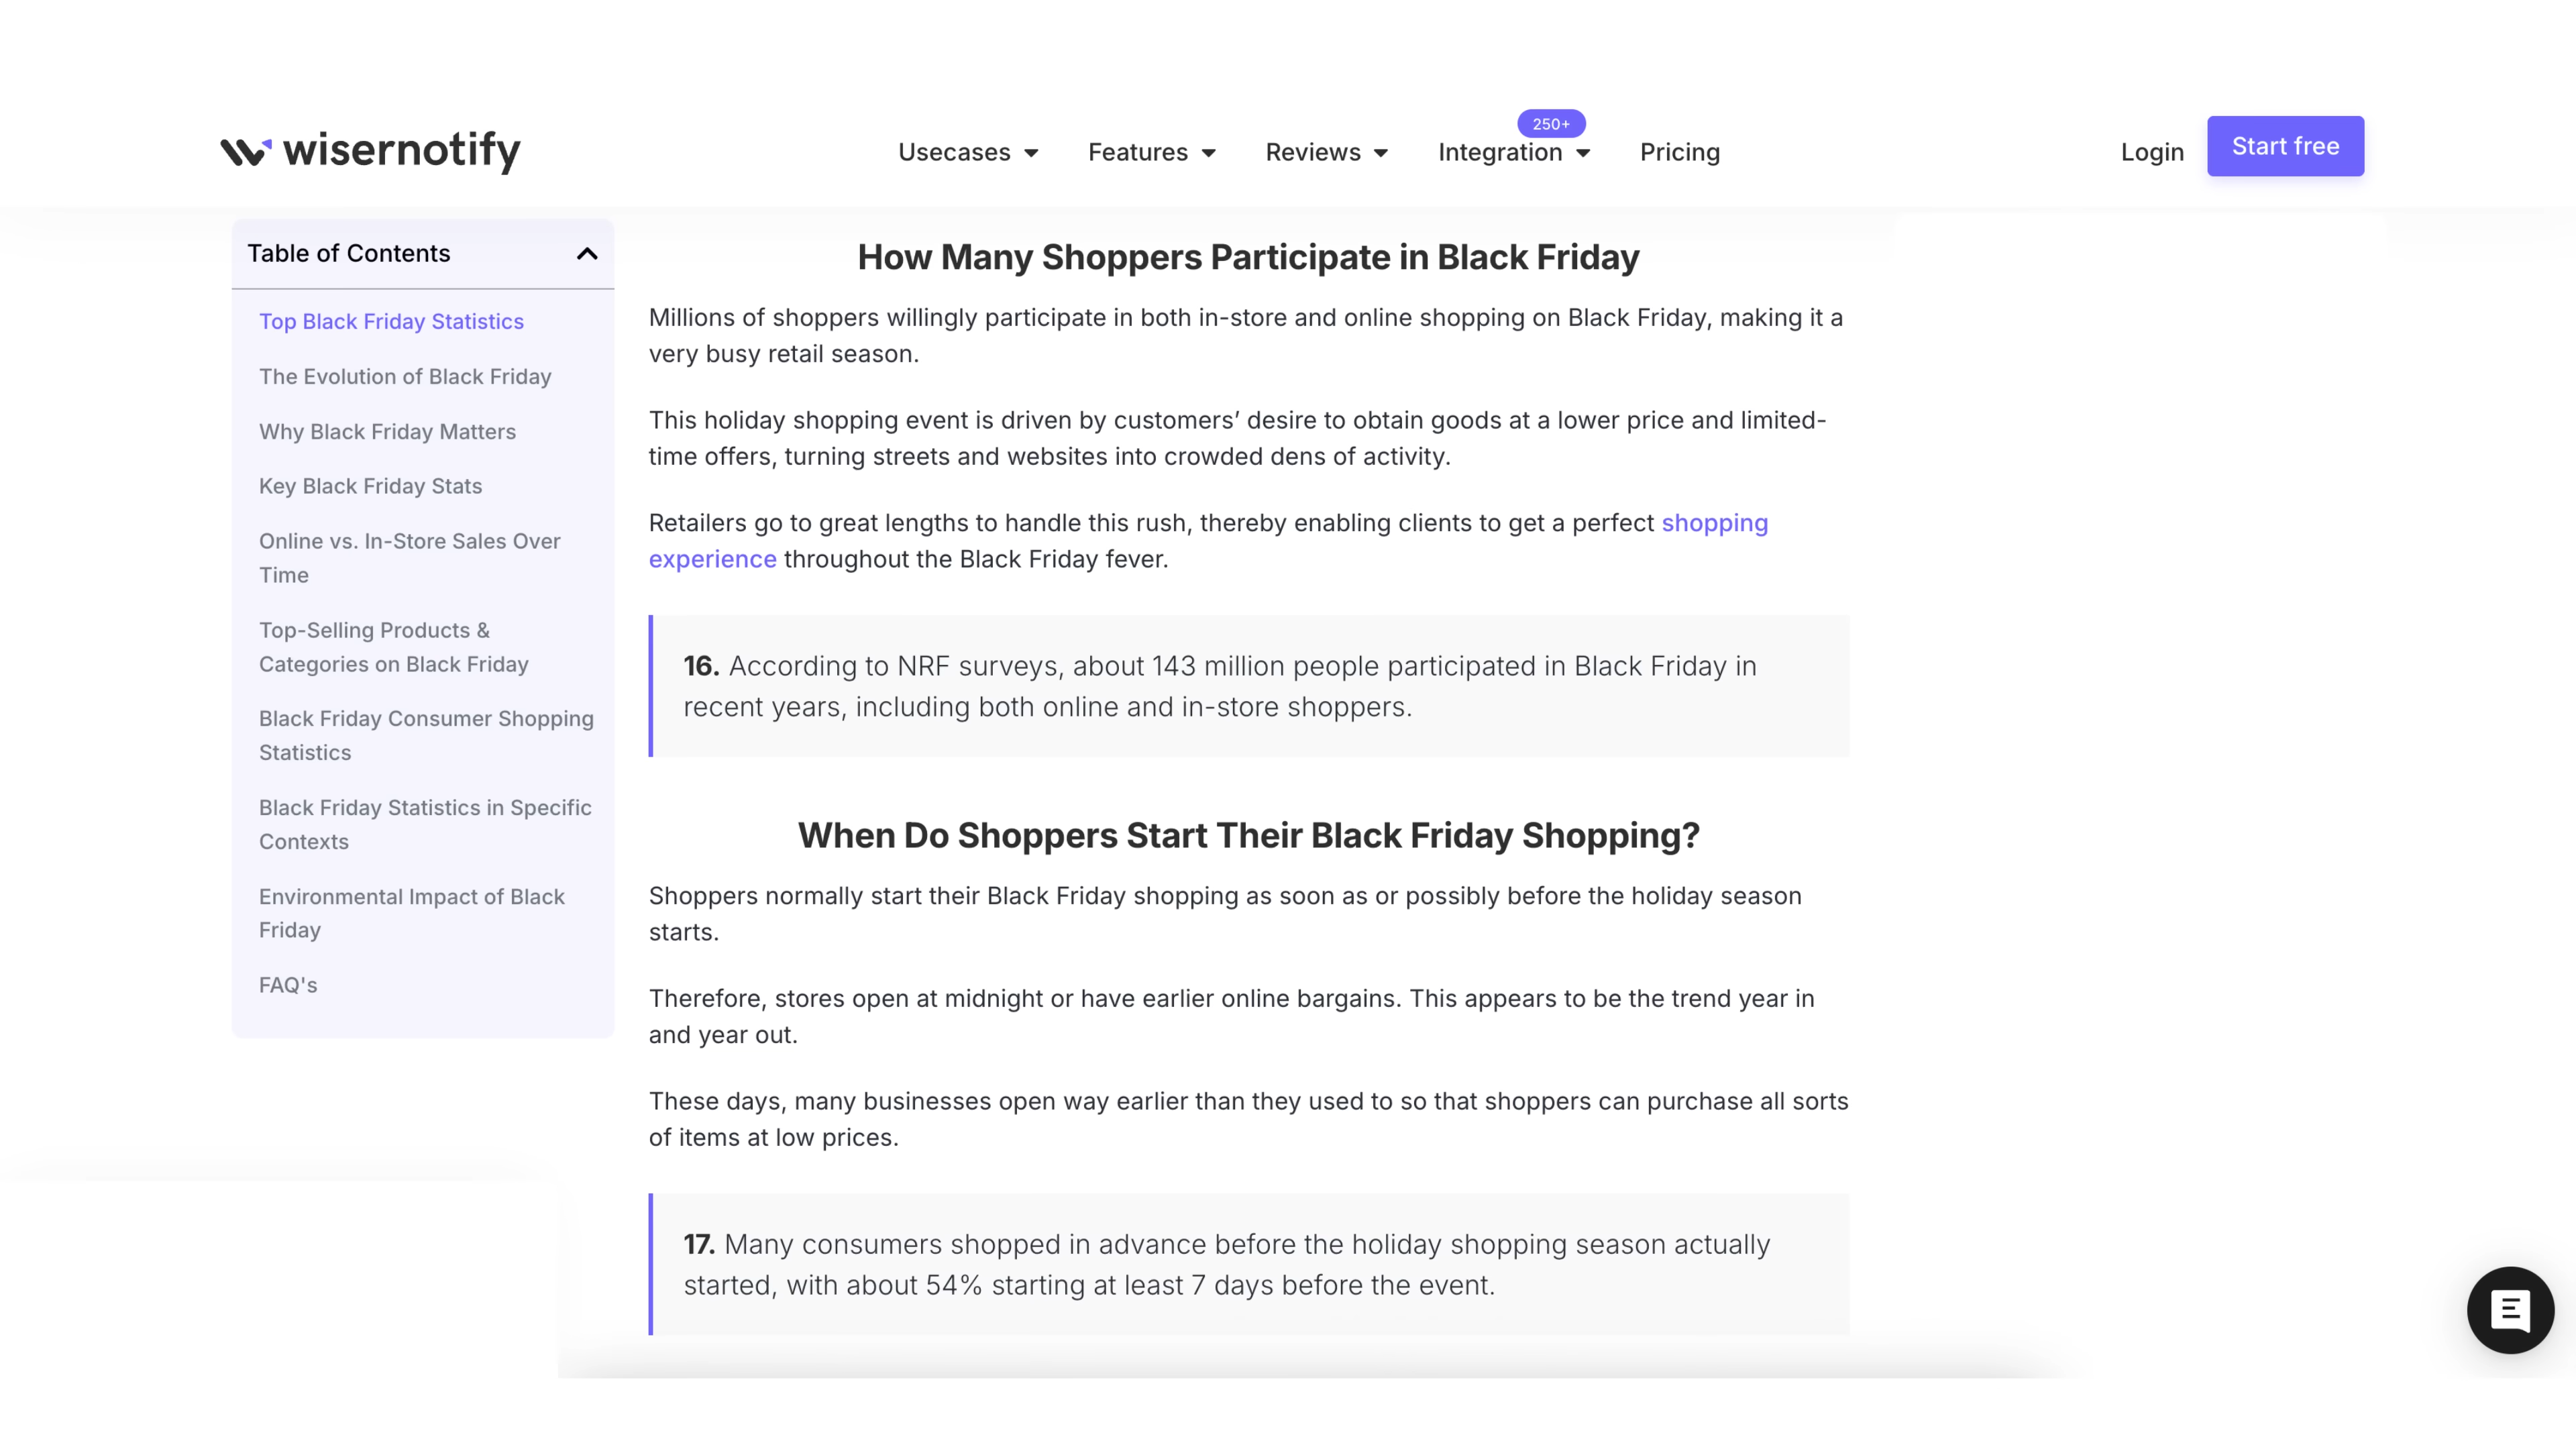 wisernotify
Usecases
Features
Reviews
Integration
250+
Pricing
Login
Start free
Table of Contents
Top Black Friday Statistics
The Evolution of Black Friday
Why Black Friday Matters
Key Black Friday Stats
Online vs. In-Store Sales Over
Time
Top-Selling Products &
Categories on Black Friday
Black Friday Consumer Shopping
Statistics
Black Friday Statistics in Specific
Contexts
Environmental Impact of Black
Friday
FAQ's
How Many Shoppers Participate in Black Friday
Millions of shoppers willingly participate in both in-store and online shopping on Black Friday, making it a
very busy retail season.
This holiday shopping event is driven by customers’ desire to obtain goods at a lower price and limited-
time offers, turning streets and websites into crowded dens of activity.
Retailers go to great lengths to handle this rush, thereby enabling clients to get a perfect shopping
experience throughout the Black Friday fever.
16. According to NRF surveys, about 143 million people participated in Black Friday in
recent years, including both online and in-store shoppers.
When Do Shoppers Start Their Black Friday Shopping?
Shoppers normally start their Black Friday shopping as soon as or possibly before the holiday season
starts.
Therefore, stores open at midnight or have earlier online bargains. This appears to be the trend year in
and year out.
These days, many businesses open way earlier than they used to so that shoppers can purchase all sorts
of items at low prices.
17. Many consumers shopped in advance before the holiday shopping season actually
started, with about 54% starting at least 7 days before the event.